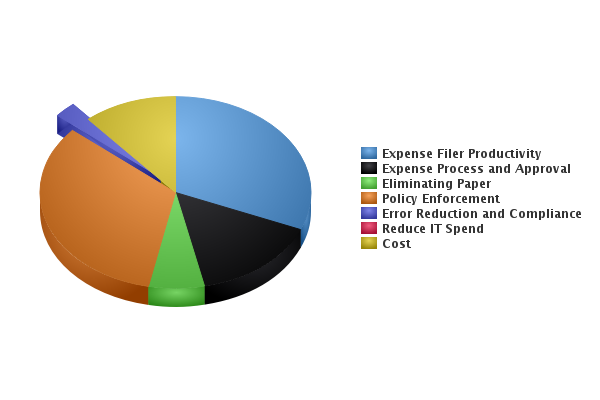 Expense Filer Productivity
Expense Process and Approval
Eliminating Paper
Policy Enforcement
Error Reduction and Compliance
Reduce IT Spend
Cost